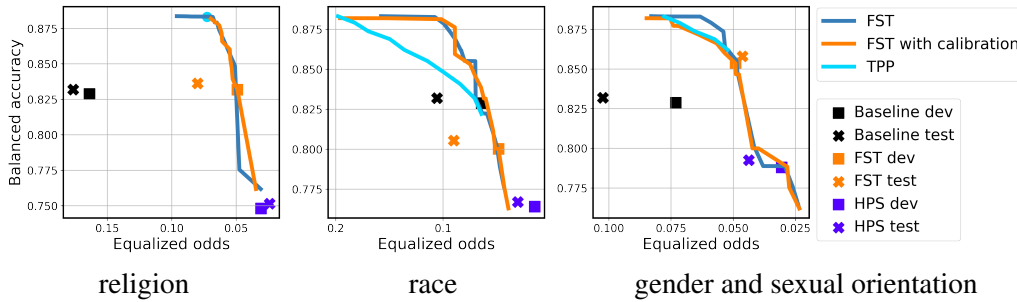 Balanced accuracy
0.875
0.850
0.825
0.800
0.775
0.750
0.15 0.10 0.05
Equalized odds
religion
0.875
0.850
0.825
0.800
0.775
0.2 0.1
Equalized odds
race
0.875
0.850
0.825
0.800
0.775
0.100 0.075 0.050 0.025
Equalized odds
gender and sexual orientation
FST
FST with calibration
TPP
Baseline dev
Baseline test
FST dev
FST test
HPS dev
HPS test